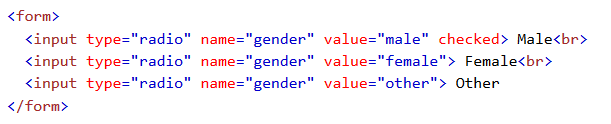 <form>
  <input type="radio" name="gender" value="male" checked> Male<br>
  <input type="radio" name="gender" value="female"> Female<br>
  <input type="radio" name="gender" value="other"> Other
</form>